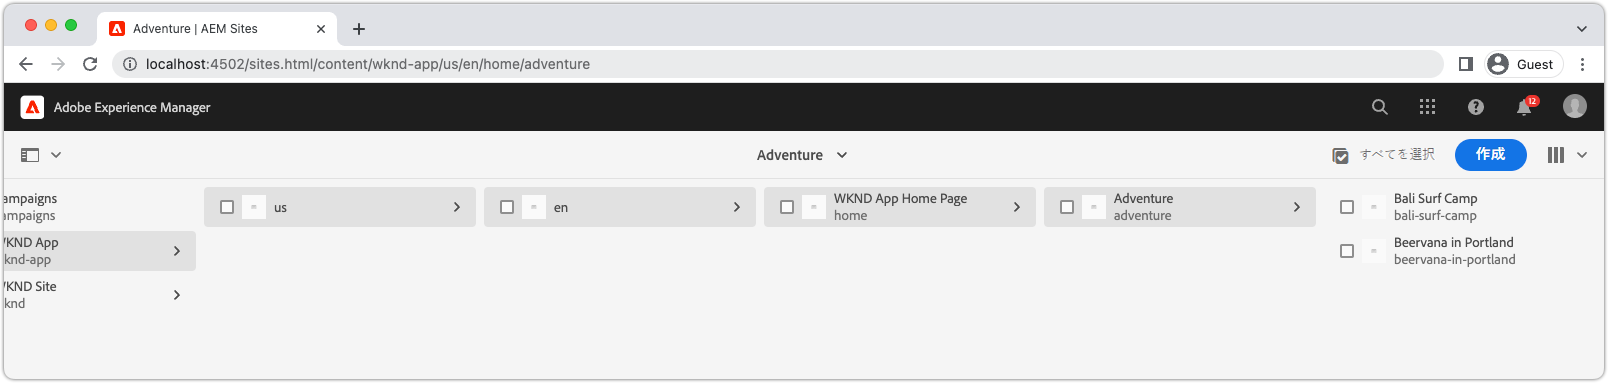 Adventure | AEM Sites
localhost:4502/sites.html/content/wknd-app/us/en/home/adventure
Guest
Adobe Experience Manager
12
Adventure
すべてを選択
作成
ampaigns
ampaigns
WKND App
knd-app
WKND Site
knd
us
en
WKND App Home Page
home
Adventure
adventure
Bali Surf Camp
bali-surf-camp
Beervana in Portland
beervana-in-portland